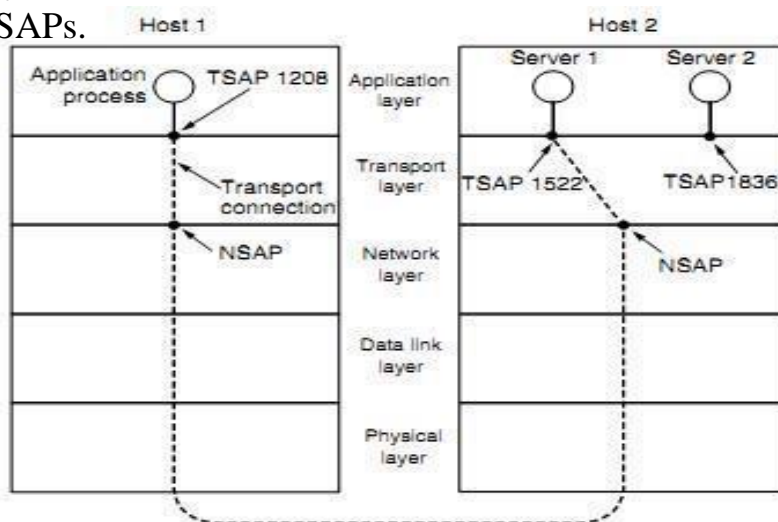 SAPs.
Host 1
Host 2
Application
process
TSAP 1208
Application
layer
Server 1
Server 2
Transport
connection
Transport
layer
TSAP 1522
TSAP1836
NSAP
Network
layer
NSAP
Data link
layer
Physical
layer